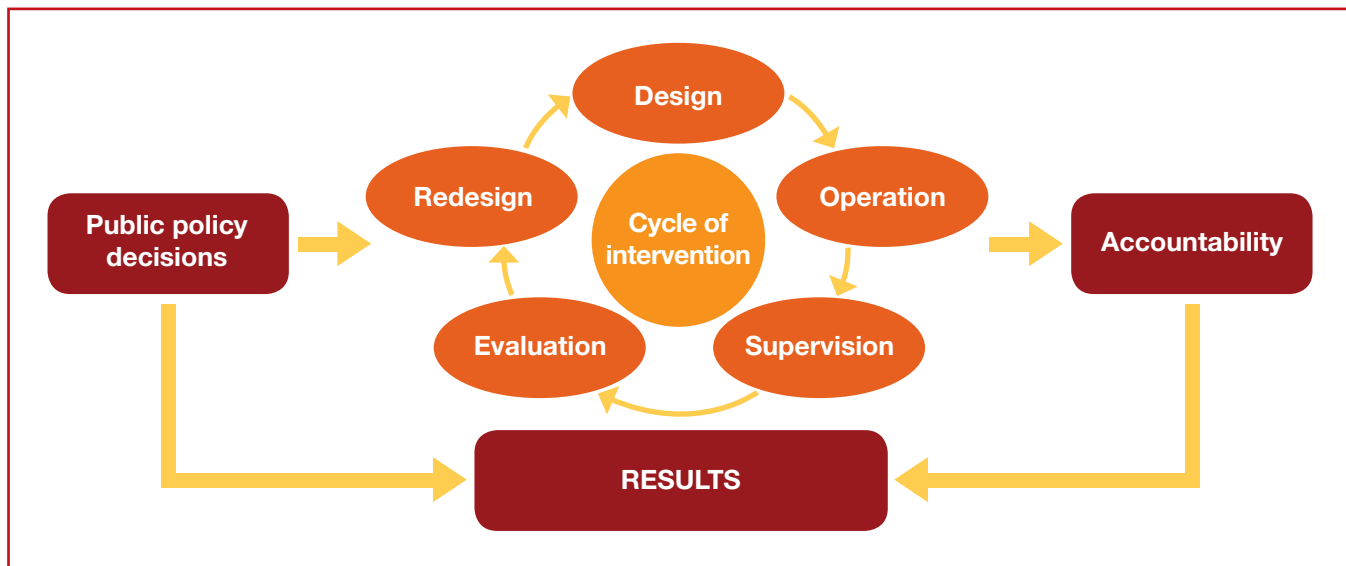 Design
Redesign
Operation
Public policy
decisions
Cycle of
intervention
Accountability
Evaluation
Supervision
RESULTS